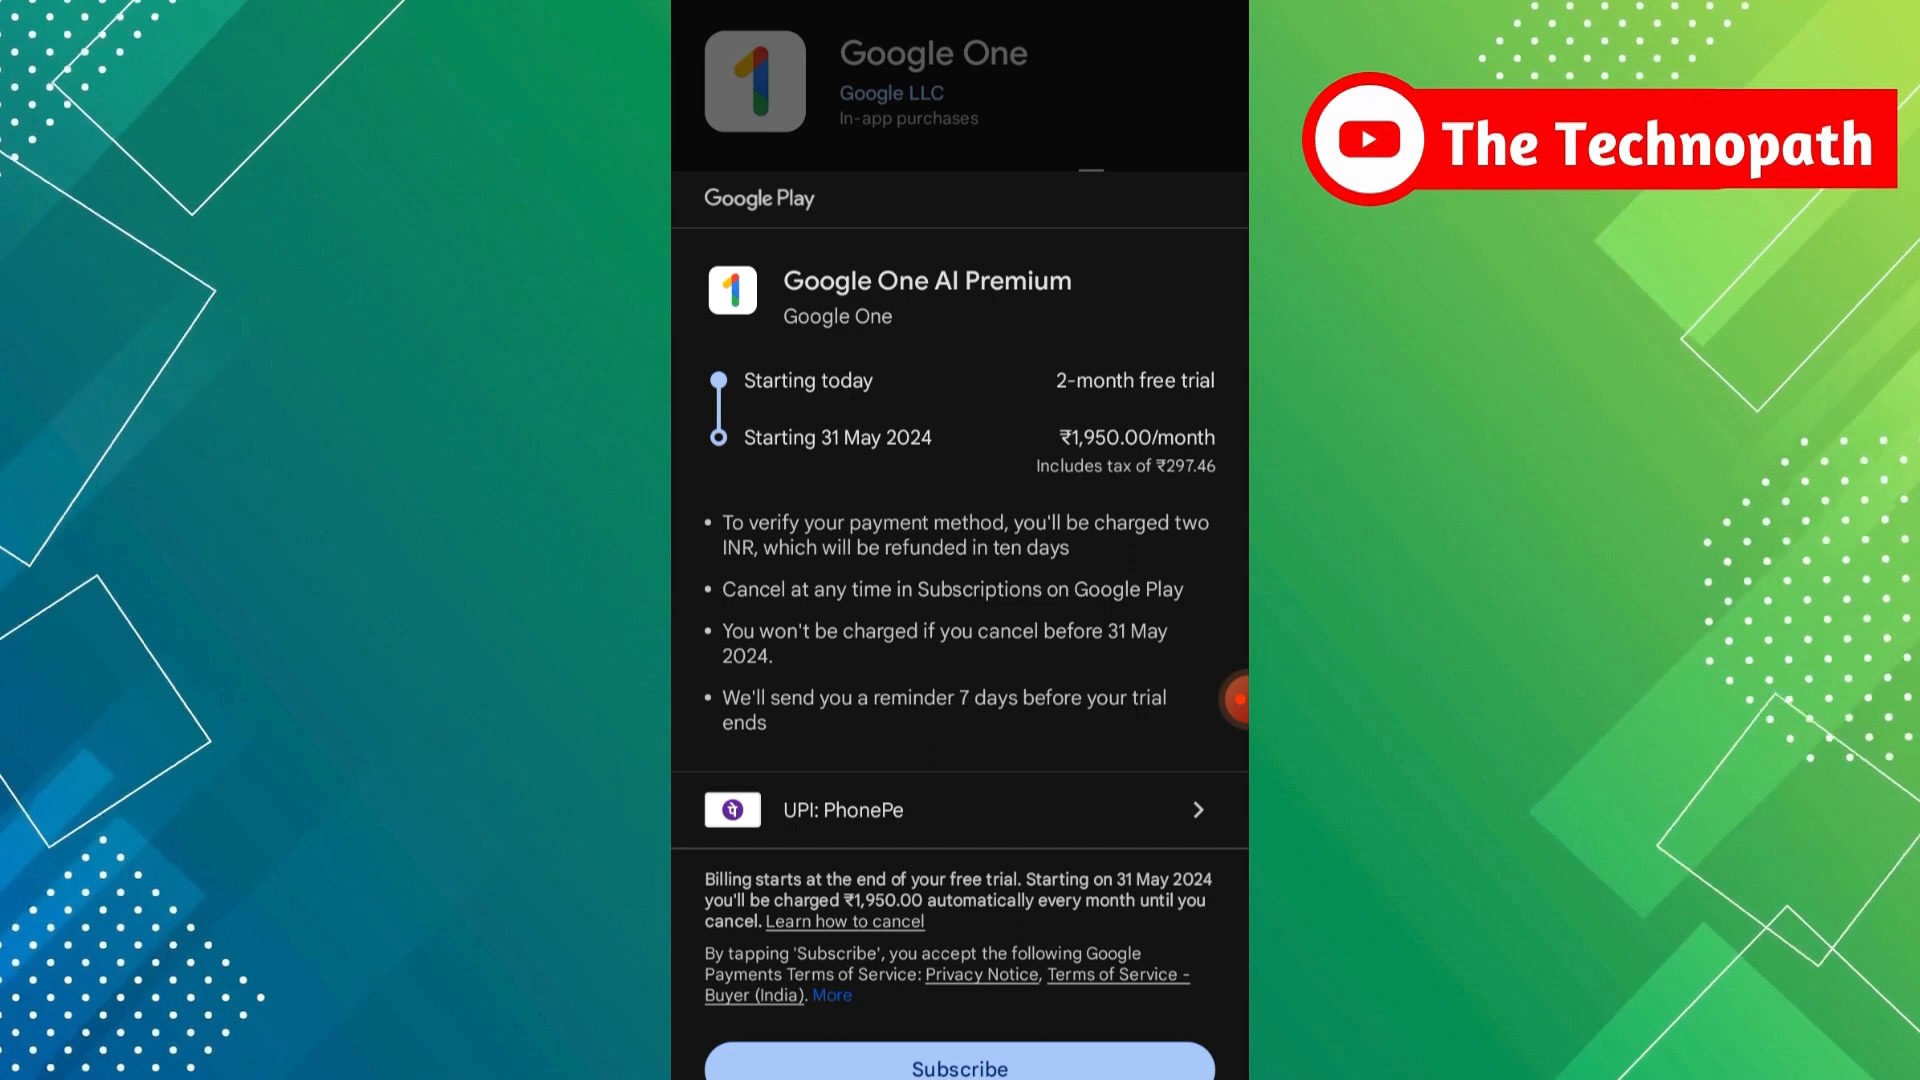 Google One
Google LLC
In-app purchases
The Technopath
Google Play
Google One AI Premium
Google One
Starting today 2-month free trial
Starting 31 May 2024 ₹1,950.00/month
Includes tax of ₹297.46
• To verify your payment method, you'll be charged two
INR, which will be refunded in ten days
• Cancel at any time in Subscriptions on Google Play
• You won't be charged if you cancel before 31 May
2024.
• We'll send you a reminder 7 days before your trial
ends
पे UPI: PhonePe
Billing starts at the end of your free trial. Starting on 31 May 2024
you'll be charged ₹1,950.00 automatically every month until you
cancel. Learn how to cancel
By tapping 'Subscribe', you accept the following Google
Payments Terms of Service: Privacy Notice, Terms of Service -
Buyer (India). More
Subscribe